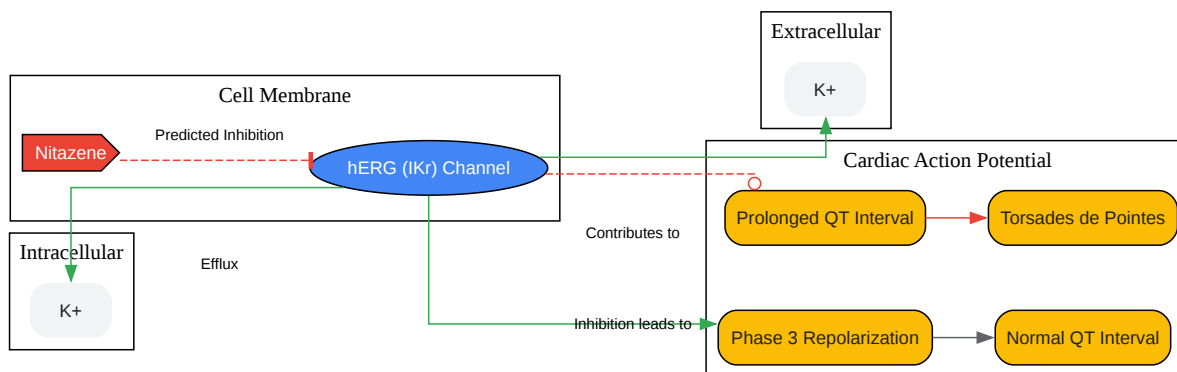 Extracellular
K+
Cell Membrane
Predicted Inhibition
Nitazene
hERG (IKr) Channel
Cardiac Action Potential
Prolonged QT Interval
Torsades de Pointes
Contributes to
Intracellular
Efflux
K+
Inhibition leads to
Phase 3 Repolarization
Normal QT Interval